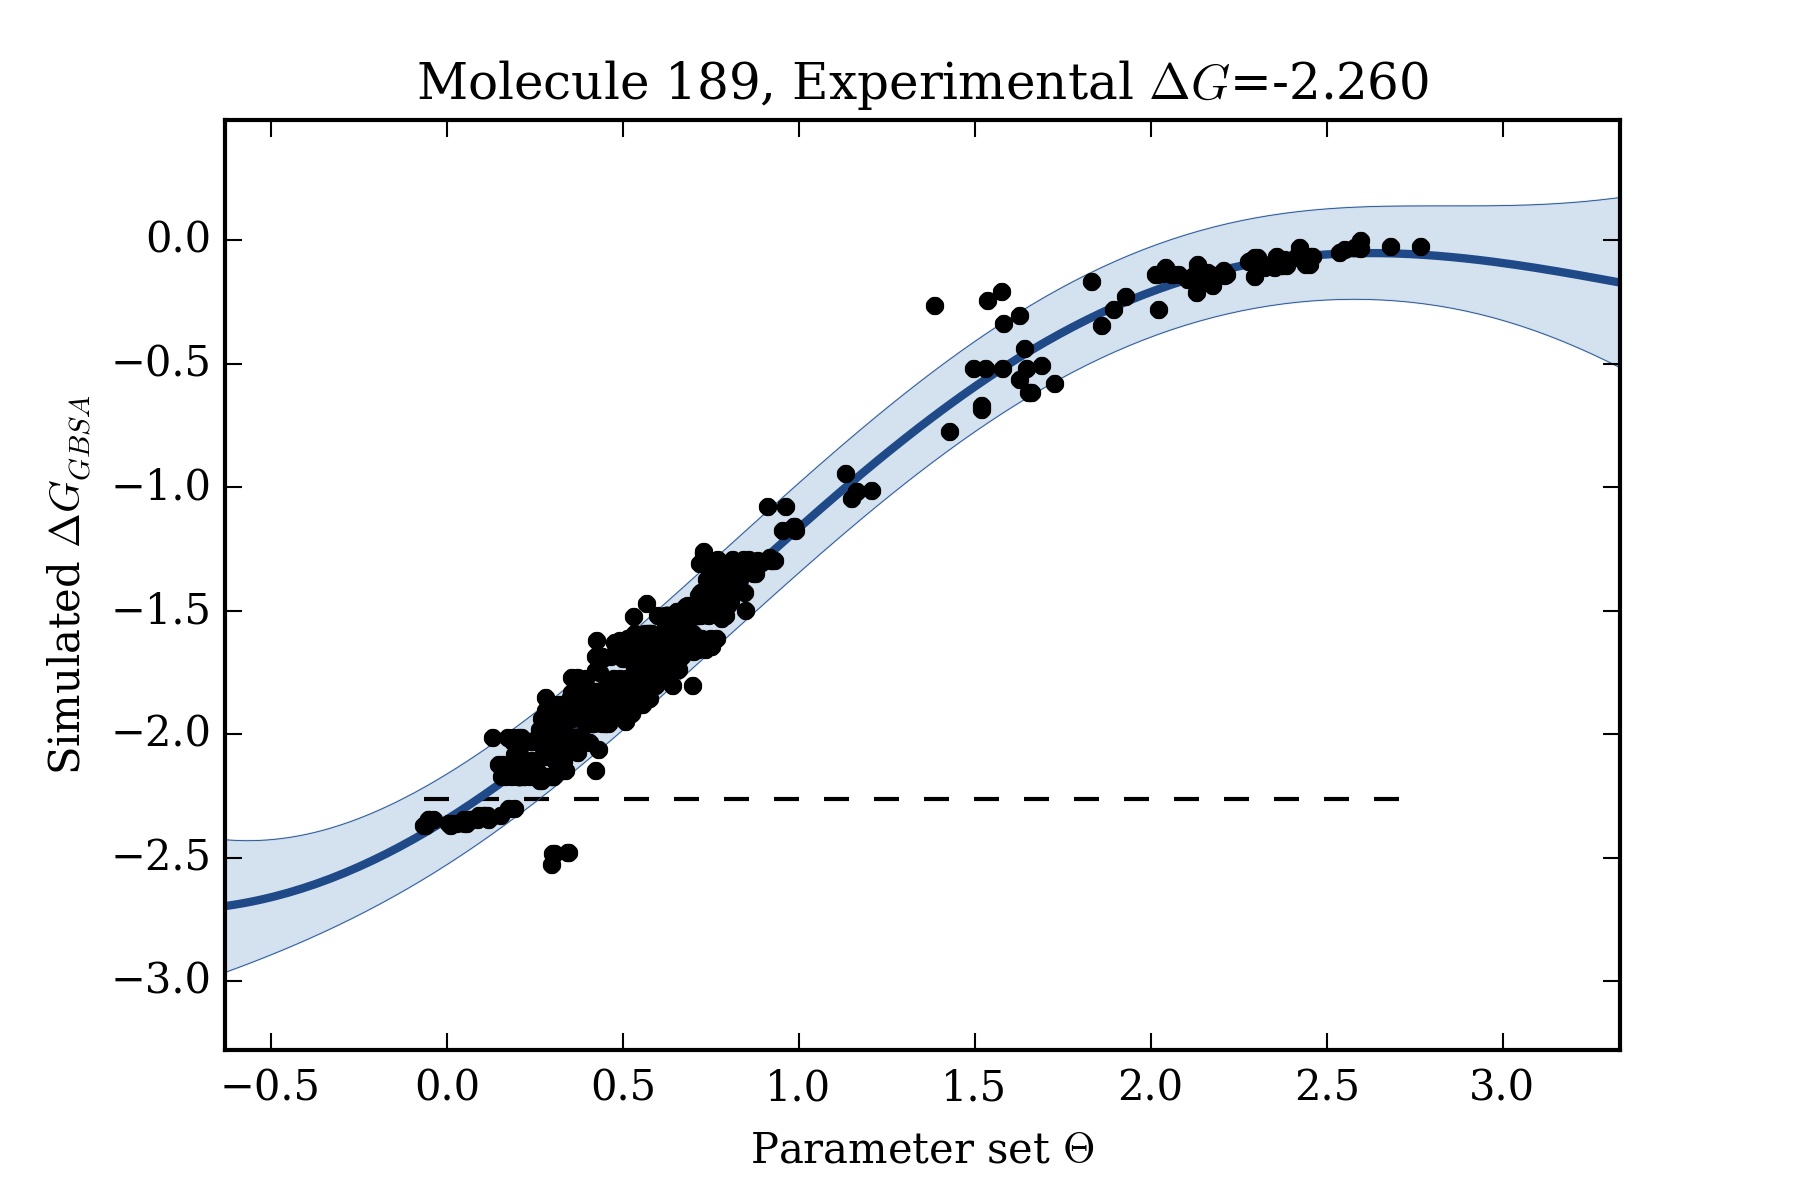 Molecule 189, Experimental ΔG=-2.260
0.0
−0.5
−1.0
−1.5
−2.0
−2.5
−3.0
Simulated ΔG_GBSA
−0.5 0.0 0.5 1.0 1.5 2.0 2.5 3.0
Parameter set Θ